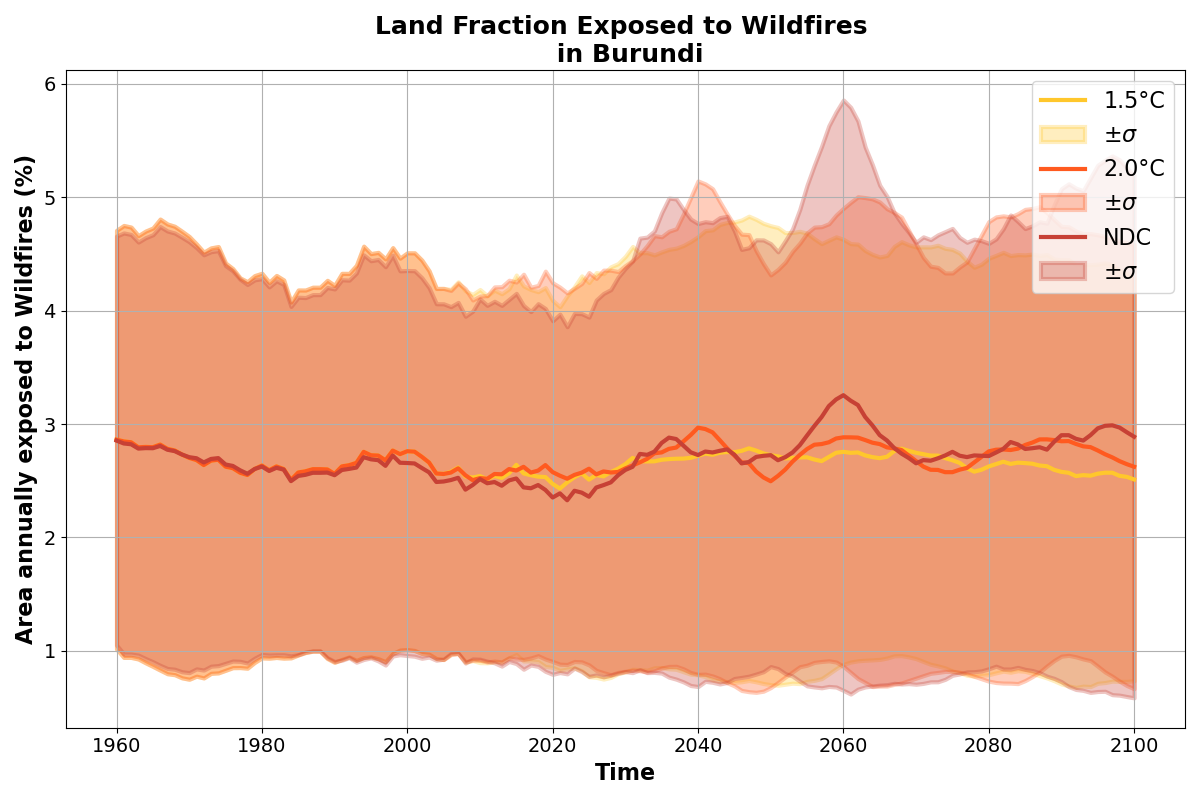 Land Fraction Exposed to Wildfires
in Burundi
Area annually exposed to Wildfires (%)
6
5
4
3
2
1
1960
1980
2000
2020
2040
2060
2080
2100
Time
1.5°C
±σ
2.0°C
±σ
NDC
±σ